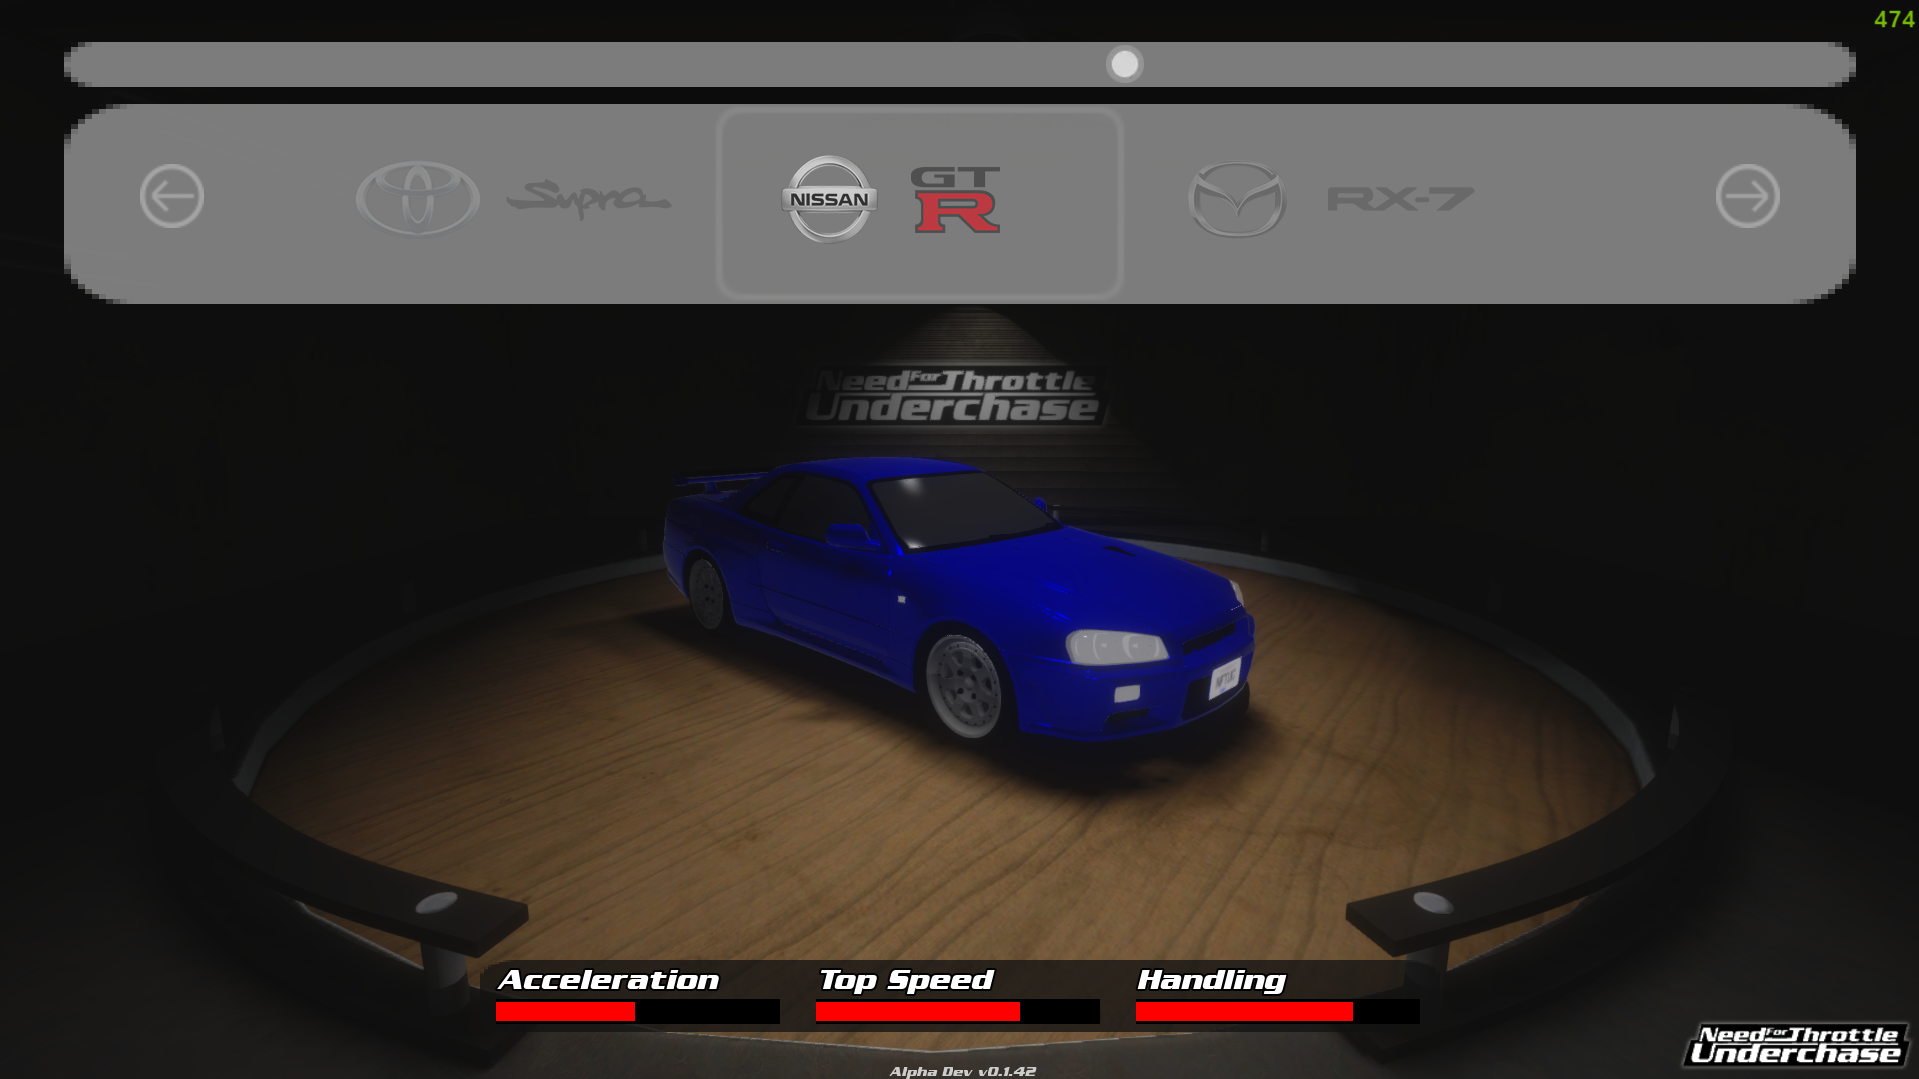 474
Supra
NISSAN
GT
R
RX-7
Need For Throttle
Underchase
Acceleration
Top Speed
Handling
Need For Throttle
Underchase
Alpha Dev v0.1.42